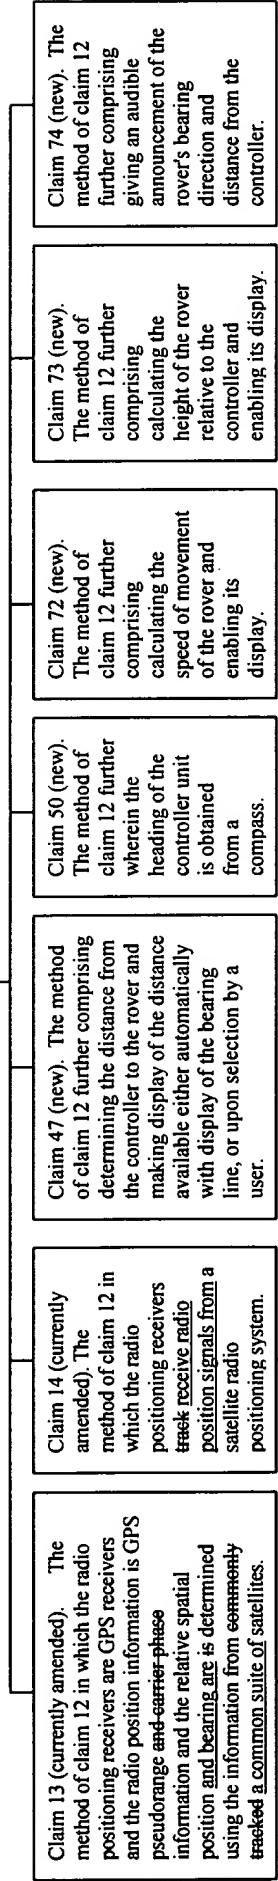 Claim 13 (currently amended). The
method of claim 12 in which the radio
positioning receivers are GPS receivers
and the radio position information is GPS
pseudorange and carrier phase
information and the relative spatial
position and bearing are is determined
using the information from commonly
tracked a common suite of satellites.
Claim 14 (currently
amended). The
method of claim 12 in
which the radio
positioning receivers
track receive radio
position signals from a
satellite radio
positioning system.
Claim 47 (new). The method
of claim 12 further comprising
determining the distance from
the controller to the rover and
making display of the distance
available either automatically
with display of the bearing
line, or upon selection by a
user.
Claim 50 (new).
The method of
claim 12 further
wherein the
heading of the
controller unit
is obtained
from a
compass.
Claim 72 (new).
The method of
claim 12 further
comprising
calculating the
speed of movement
of the rover and
enabling its
display.
Claim 73 (new).
The method of
claim 12 further
comprising
calculating the
height of the rover
relative to the
controller and
enabling its display.
Claim 74 (new). The
method of claim 12
further comprising
giving an audible
announcement of the
rover's bearing
direction and
distance from the
controller.